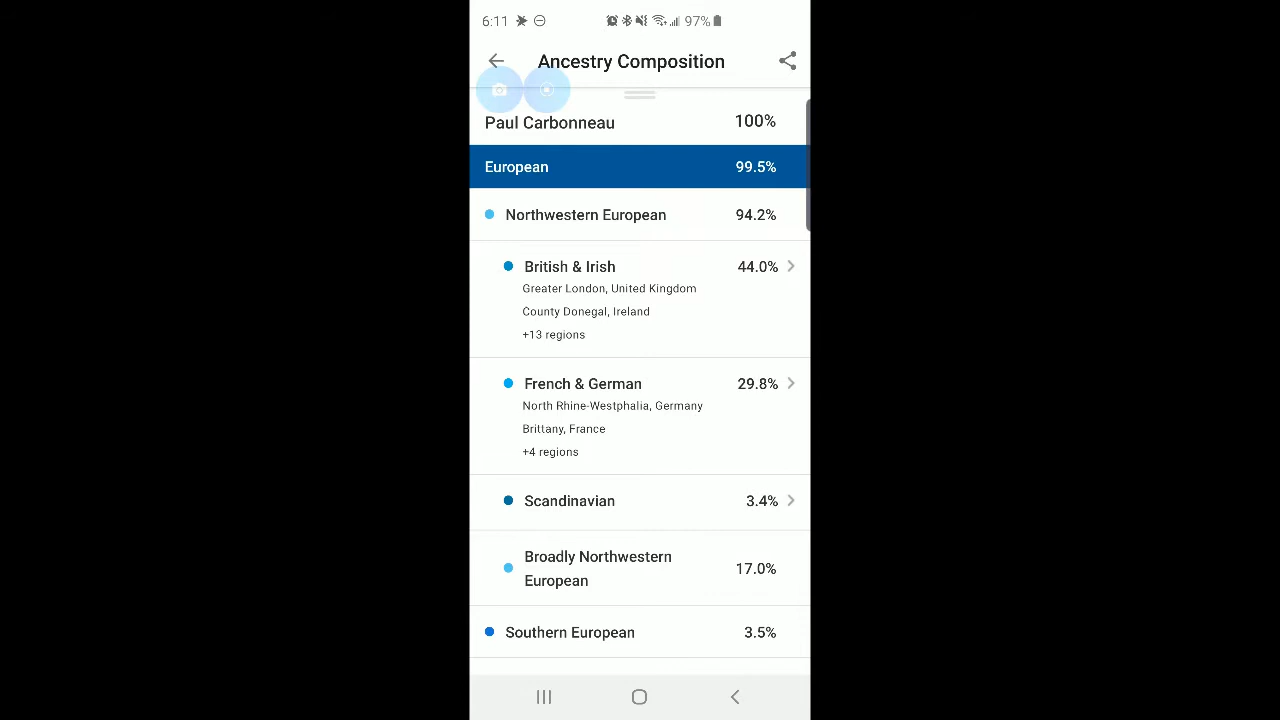 6:11 97%
Ancestry Composition
Paul Carbonneau 100%
European 99.5%
Northwestern European 94.2%
British & Irish 44.0%
Greater London, United Kingdom
County Donegal, Ireland
+13 regions
French & German 29.8%
North Rhine-Westphalia, Germany
Brittany, France
+4 regions
Scandinavian 3.4%
Broadly Northwestern
European 17.0%
Southern European 3.5%